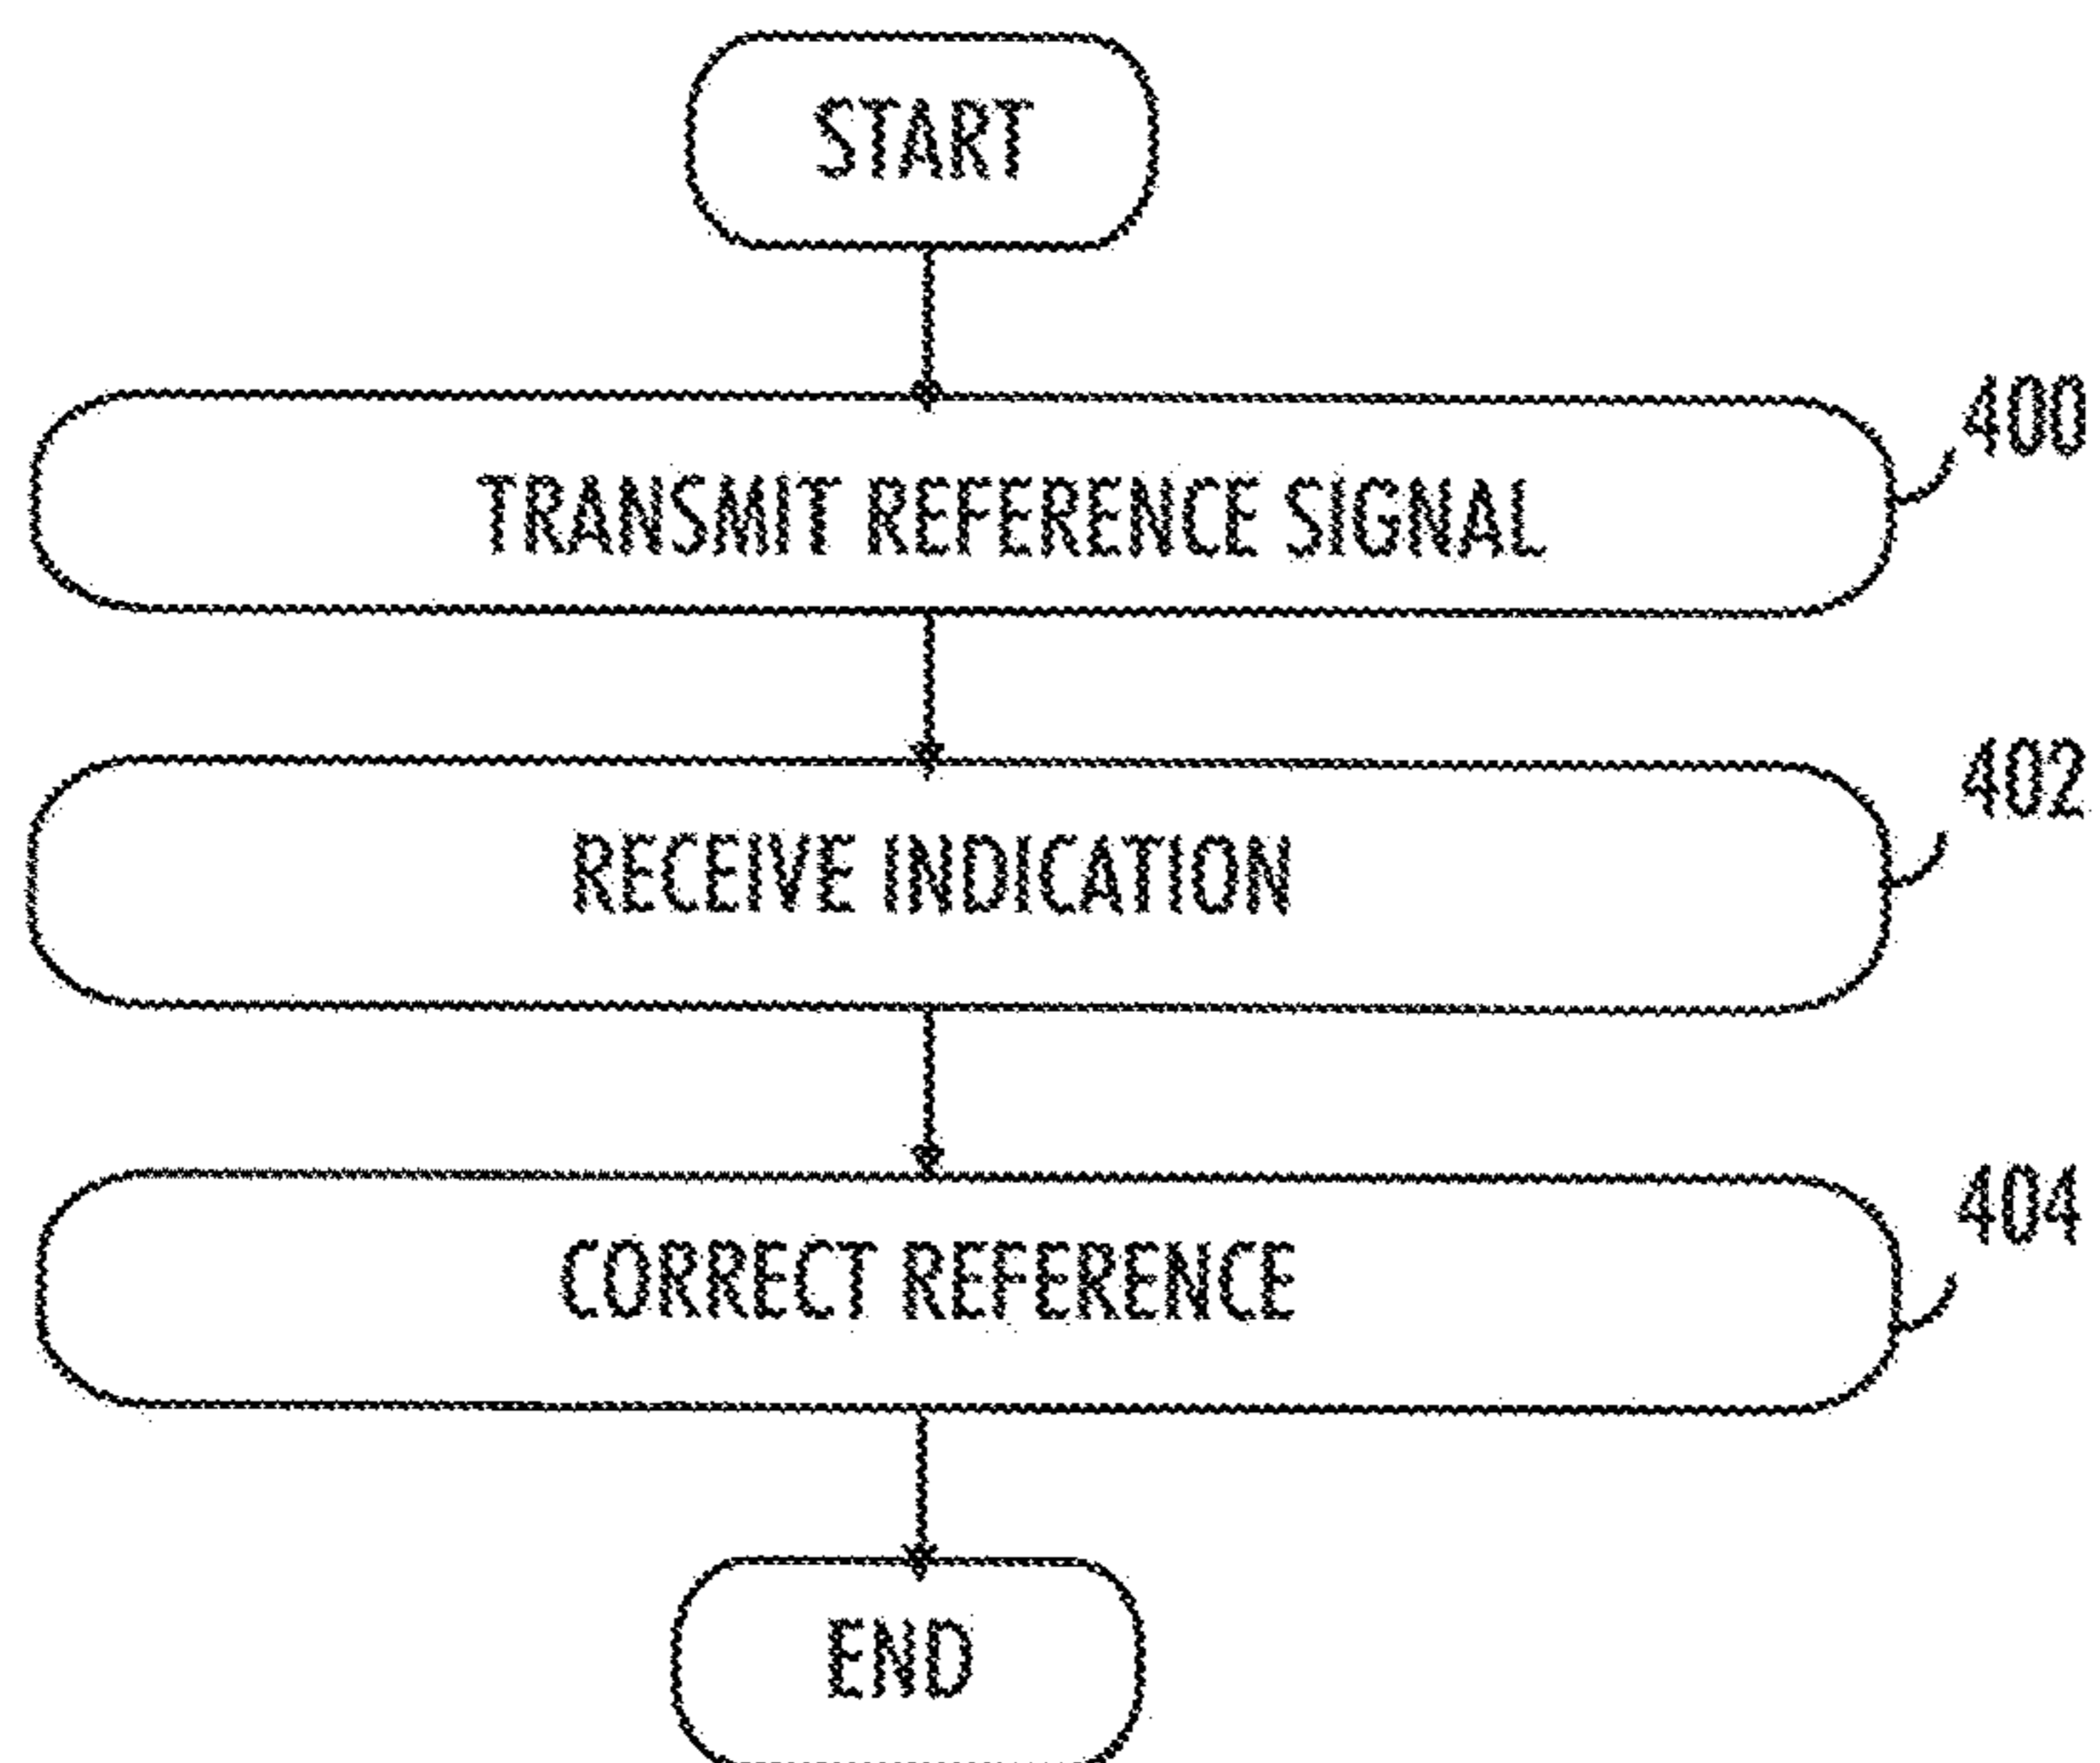 START
400
TRANSMIT REFERENCE SIGNAL
402
RECEIVE INDICATION
404
CORRECT REFERENCE
END